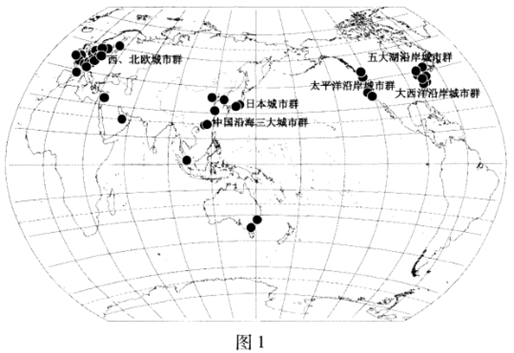 五大湖沿岸城市群
西、北欧城市群
太平洋沿岸城市群
大西洋沿岸城市群
日本城市群
中国沿海三大城市群
图1